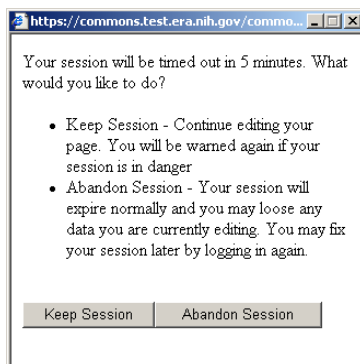 https://commons.test.era.nih.gov/commo...
Your session will be timed out in 5 minutes. What
would you like to do?
Keep Session - Continue editing your
page. You will be warned again if your
session is in danger
Abandon Session - Your session will
expire normally and you may loose any
data you are currently editing. You may fix
your session later by logging in again.
Keep Session Abandon Session